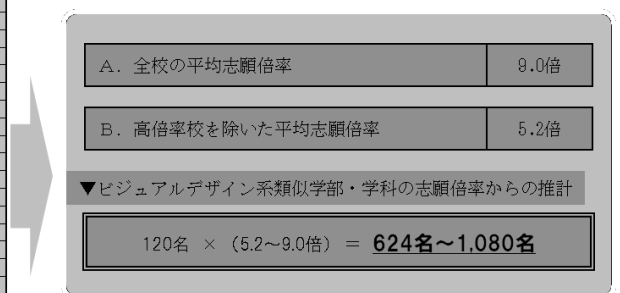 A．全校の平均志願倍率 9.0倍
B．高倍率校を除いた平均志願倍率 5.2倍
▼ビジュアルデザイン系類似学部・学科の志願倍率からの推計
120名 × （5.2～9.0倍） ＝ 624名～1,080名